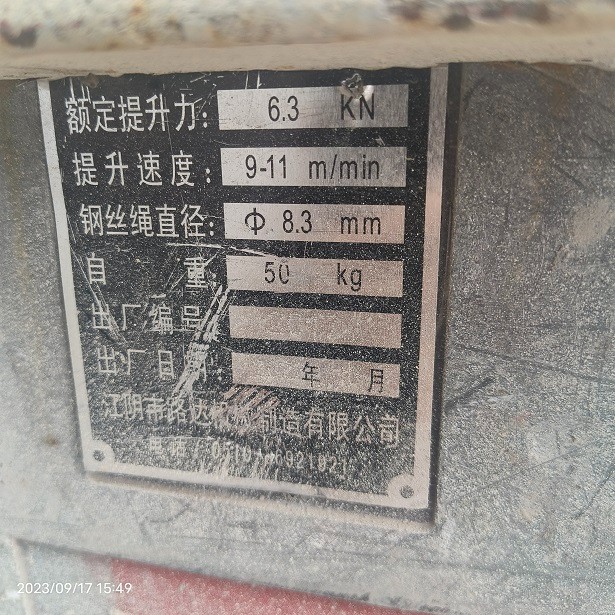 额定提升力: 6.3 KN
提升速度: 9-11 m/min
钢丝绳直径: Φ 8.3 mm
自 重: 50 kg
出厂编号:
出厂日期: 年 月
江阴市路达机械制造有限公司
电话:
2023/09/17 15:49